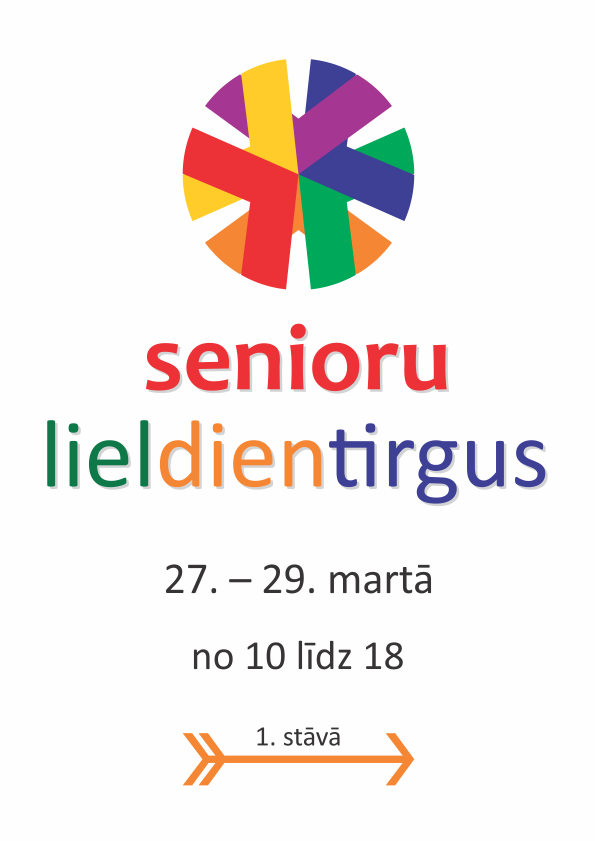 senioru
lieldientirgus
27. – 29. martā
no 10 līdz 18
1. stāvā